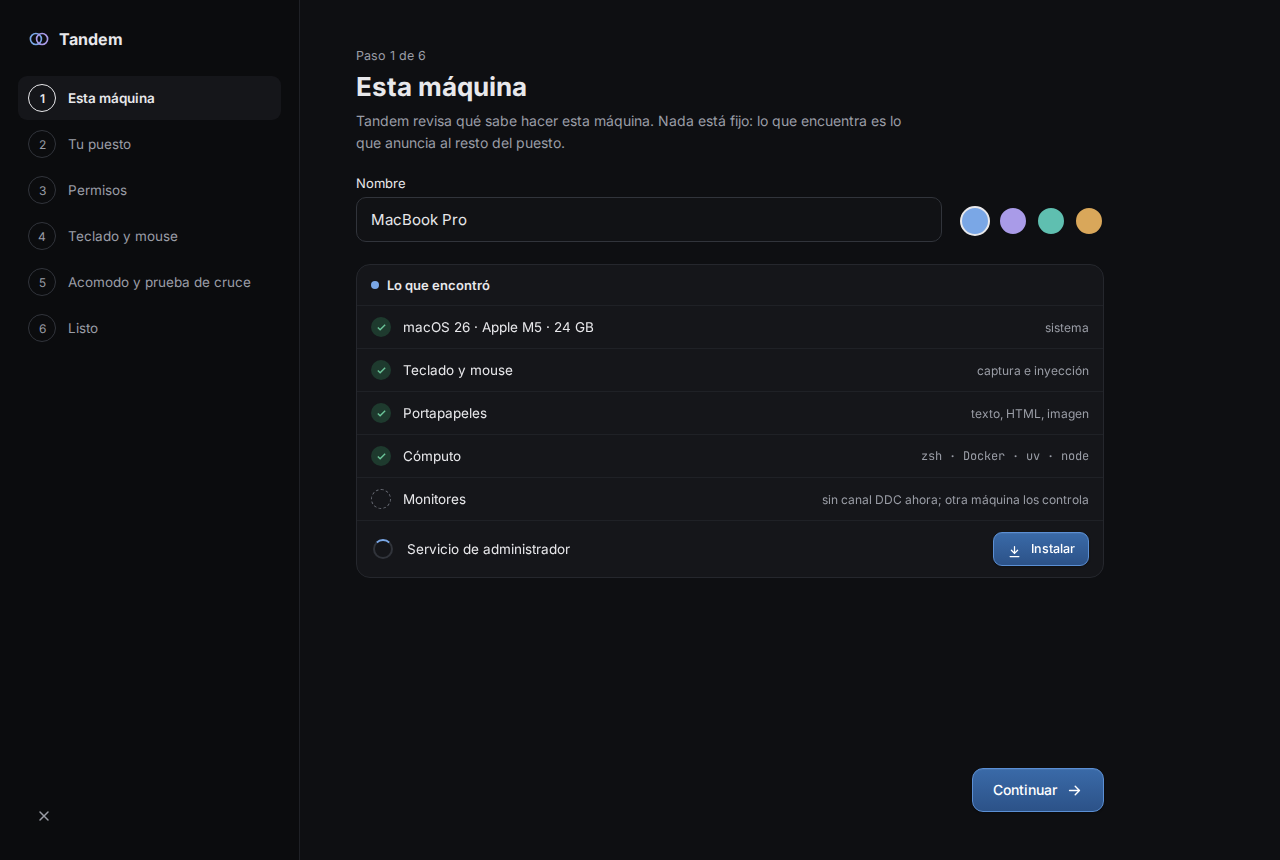 Tandem
1 Esta máquina
2 Tu puesto
3 Permisos
4 Teclado y mouse
5 Acomodo y prueba de cruce
6 Listo
Paso 1 de 6
Esta máquina
Tandem revisa qué sabe hacer esta máquina. Nada está fijo: lo que encuentra es lo
que anuncia al resto del puesto.
Nombre
MacBook Pro
Lo que encontró
macOS 26 · Apple M5 · 24 GB sistema
Teclado y mouse captura e inyección
Portapapeles texto, HTML, imagen
Cómputo zsh · Docker · uv · node
Monitores sin canal DDC ahora; otra máquina los controla
Servicio de administrador Instalar
Continuar